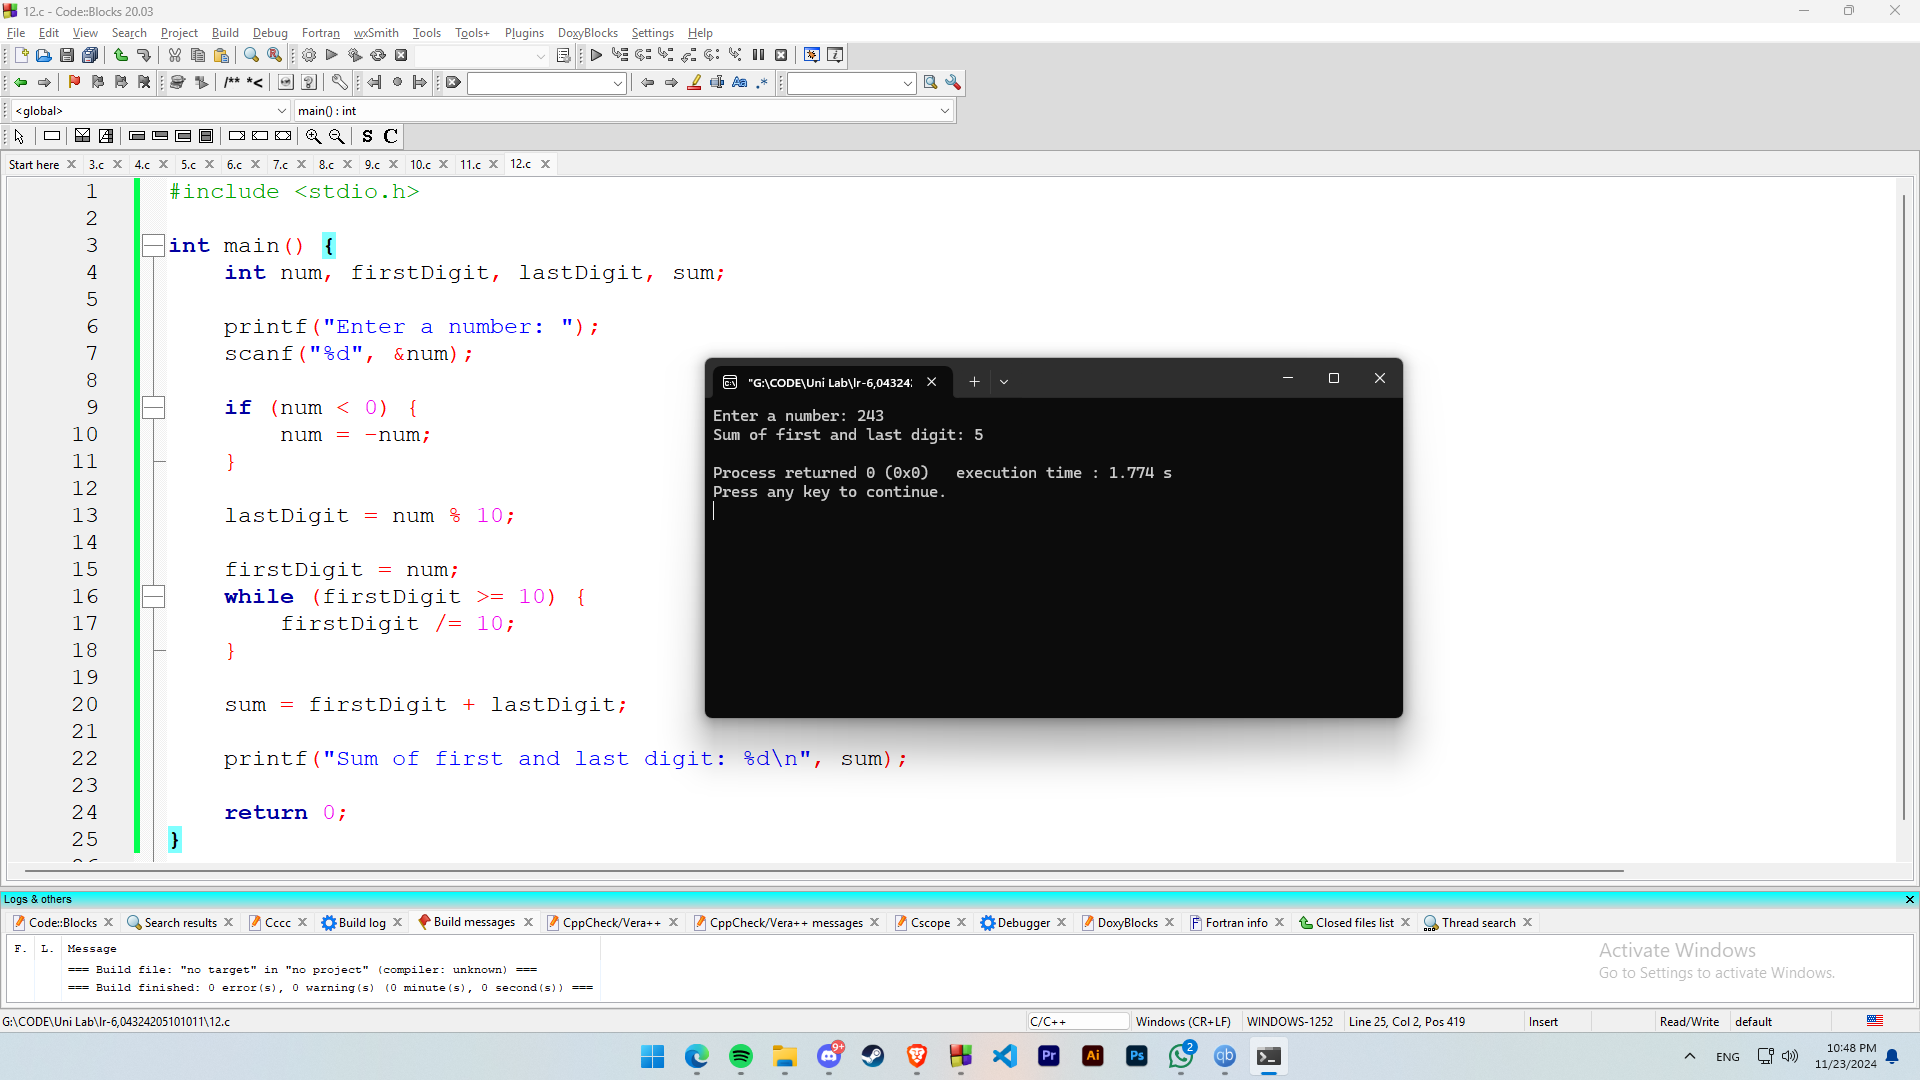 12.c - Code::Blocks 20.03
File Edit View Search Project Build Debug Fortran wxSmith Tools Tools+ Plugins DoxyBlocks Settings Help
/** *<
Aa .*
<global> main() : int
S C
Start here 3.c 4.c 5.c 6.c 7.c 8.c 9.c 10.c 11.c 12.c
1 #include <stdio.h>
2
3 int main() {
4 int num, firstDigit, lastDigit, sum;
5
6 printf("Enter a number: ");
7 scanf("%d", &num);
8
9 if (num < 0) {
10 num = -num;
11 }
12
13 lastDigit = num % 10;
14
15 firstDigit = num;
16 while (firstDigit >= 10) {
17 firstDigit /= 10;
18 }
19
20 sum = firstDigit + lastDigit;
21
22 printf("Sum of first and last digit: %d\n", sum);
23
24 return 0;
25 }
"G:\CODE\Uni Lab\lr-6,04324:
Enter a number: 243
Sum of first and last digit: 5
Process returned 0 (0x0) execution time : 1.774 s
Press any key to continue.
Logs & others
Code::Blocks Search results Cccc Build log Build messages CppCheck/Vera++ CppCheck/Vera++ messages Cscope Debugger DoxyBlocks Fortran info Closed files list Thread search
F. L. Message
=== Build file: "no target" in "no project" (compiler: unknown) ===
=== Build finished: 0 error(s), 0 warning(s) (0 minute(s), 0 second(s)) ===
Activate Windows
Go to Settings to activate Windows.
G:\CODE\Uni Lab\lr-6,04324205101011\12.c C/C++ Windows (CR+LF) WINDOWS-1252 Line 25, Col 2, Pos 419 Insert Read/Write default
9+ Pr Ai Ps 2 qb
ENG
10:48 PM
11/23/2024